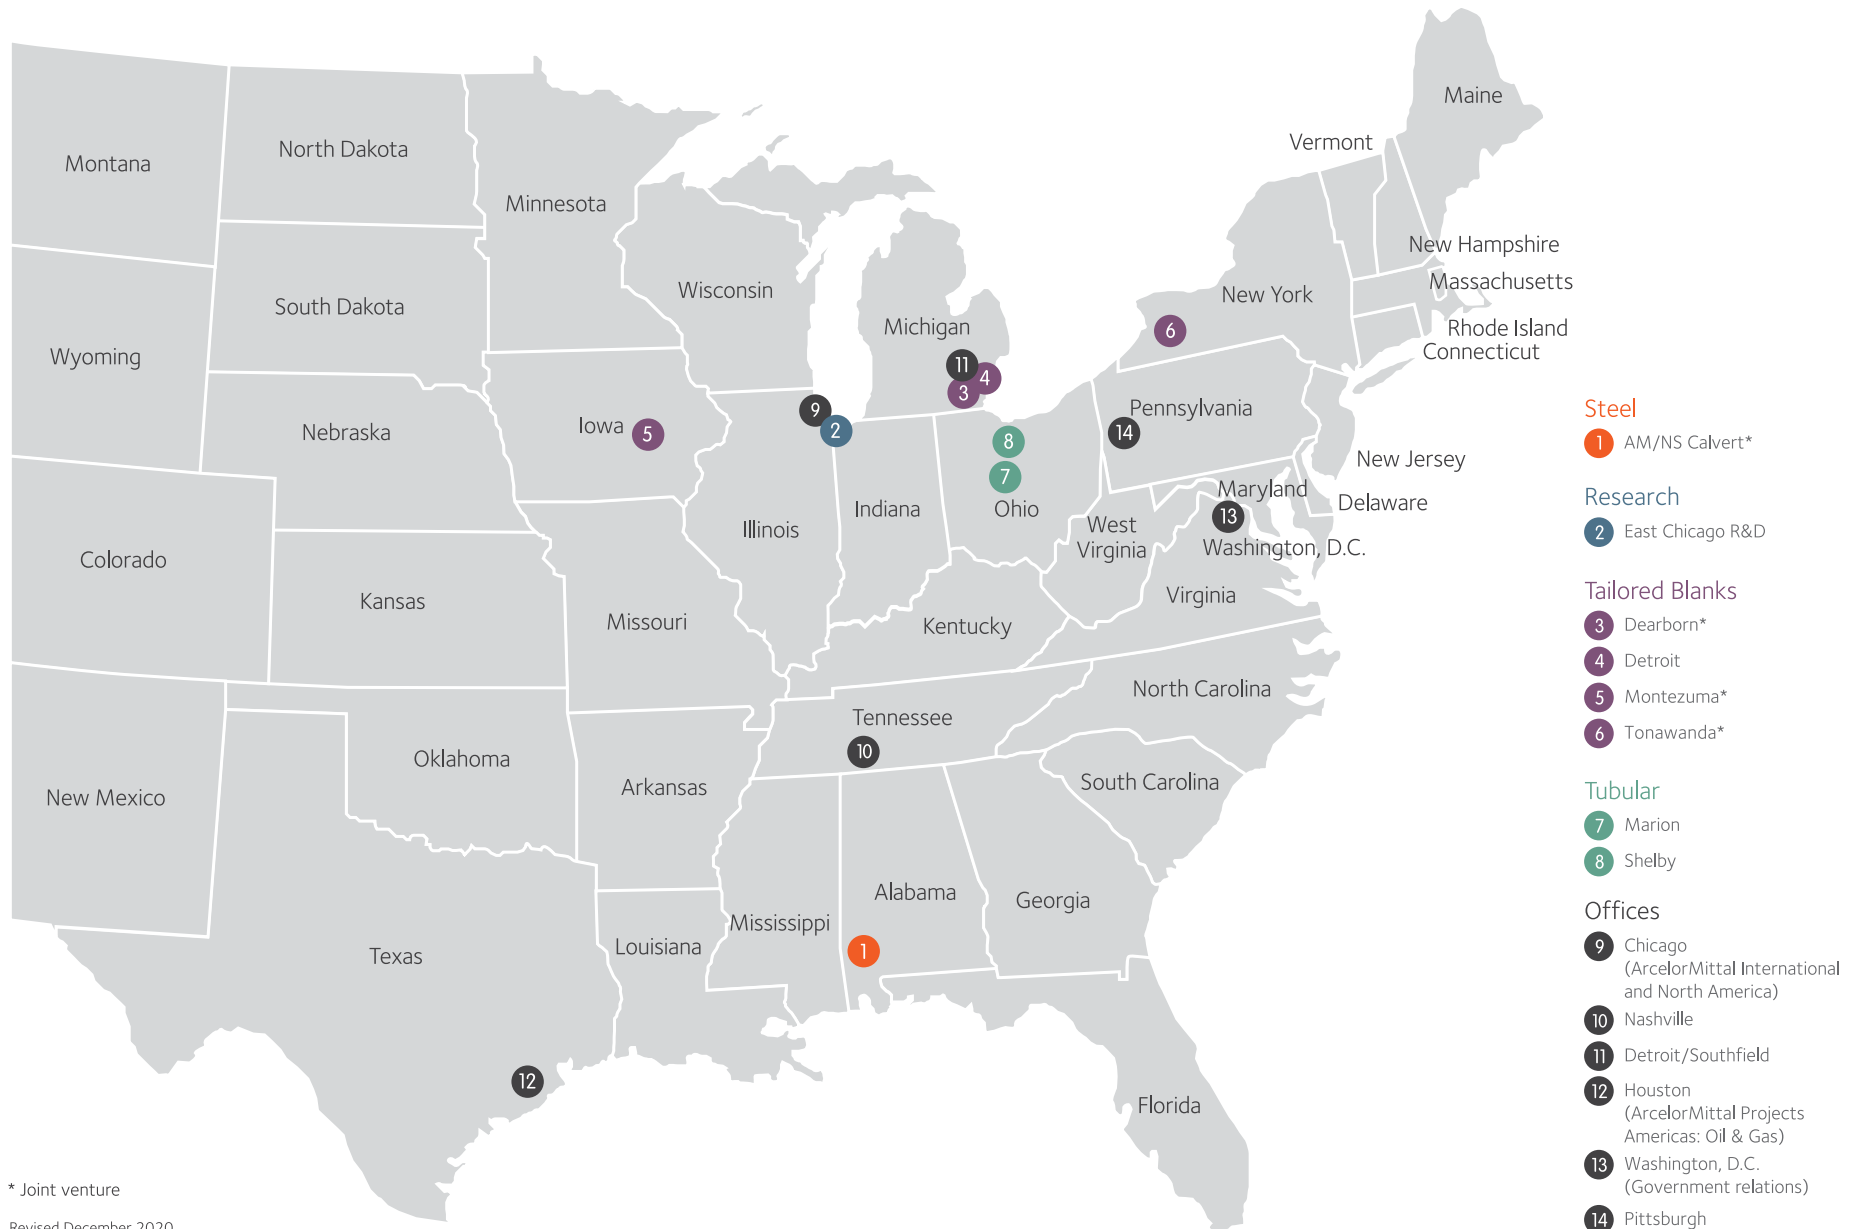 Maine
Vermont
Montana
North Dakota
Minnesota
New Hampshire
Massachusetts
Wisconsin
New York
South Dakota
Michigan
Rhode Island
Connecticut
Wyoming
6
11
4
3
9
2
Iowa
5
Nebraska
8
7
Pennsylvania
14
New Jersey
Maryland
Delaware
13
Washington, D.C.
Ohio
Indiana
Illinois
West
Virginia
Colorado
Kansas
Missouri
Virginia
Kentucky
North Carolina
Tennessee
10
Oklahoma
Arkansas
New Mexico
South Carolina
Alabama
Georgia
Mississippi
Louisiana
1
Texas
12
Florida
Steel
1 AM/NS Calvert*
Research
2 East Chicago R&D
Tailored Blanks
3 Dearborn*
4 Detroit
5 Montezuma*
6 Tonawanda*
Tubular
7 Marion
8 Shelby
Offices
9 Chicago
(ArcelorMittal International
and North America)
10 Nashville
11 Detroit/Southfield
12 Houston
(ArcelorMittal Projects
Americas: Oil & Gas)
13 Washington, D.C.
(Government relations)
14 Pittsburgh
* Joint venture
Revised December 2020